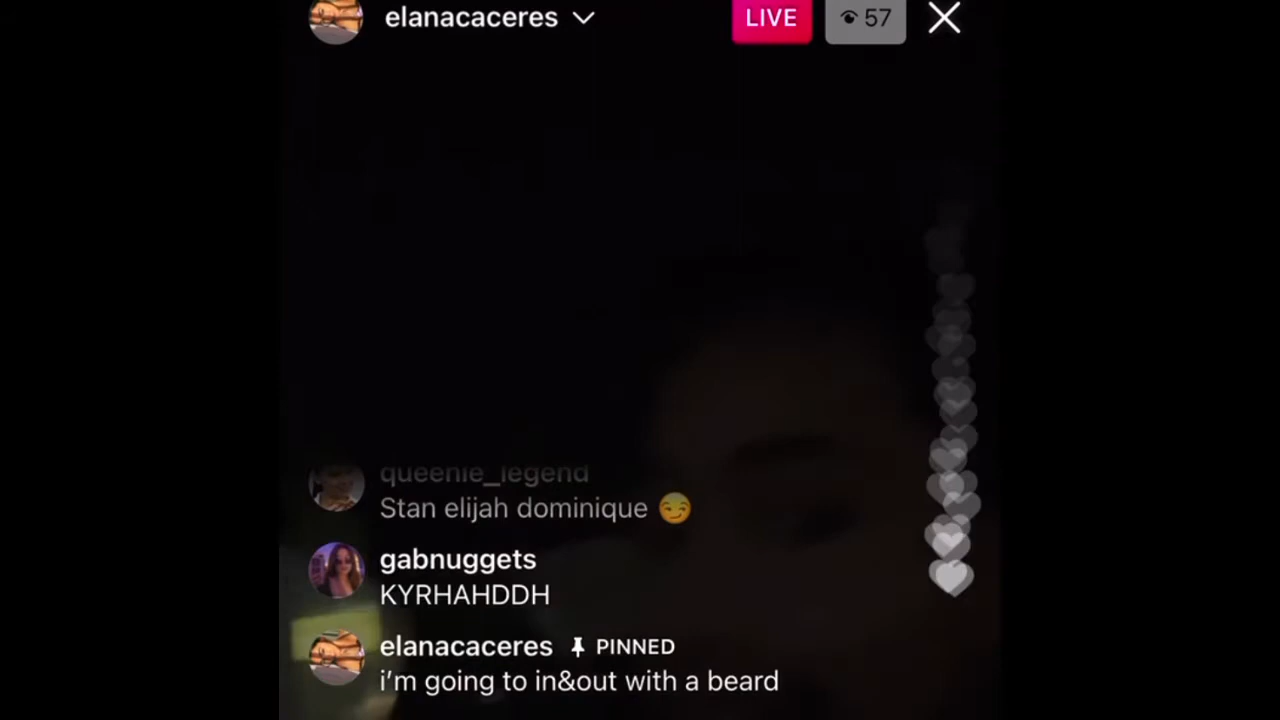 elanacaceres
LIVE
57
queenie_legend
Stan elijah dominique 😏
gabnuggets
KYRHAHDDH
elanacaceres PINNED
i’m going to in&out with a beard